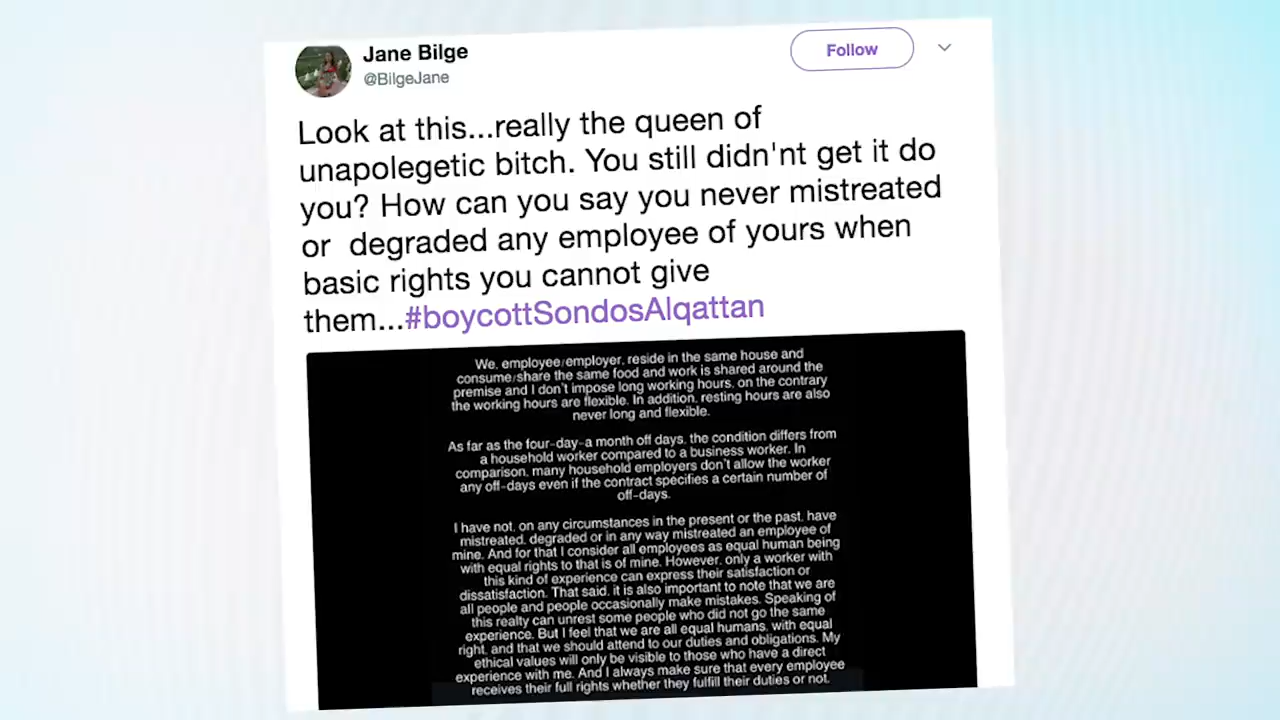 Jane Bilge
Follow
@BilgeJane
Look at this...really the queen of
unapolegetic bitch. You still didn'nt get it do
you? How can you say you never mistreated
or degraded any employee of yours when
basic rights you cannot give
them...#boycottSondosAlqattan
We, employee/employer, reside in the same house and
consume/share the same food and work is shared around the
premise and I don't impose long working hours, on the contrary
the working hours are flexible. In addition, resting hours are also
never long and flexible.
As far as the four-day-a month off days, the condition differs from
a household worker compared to a business worker. In
comparison, many household employers don't allow the worker
any off-days even if the contract specifies a certain number of
off-days.
I have not, on any circumstances in the present or the past, have
mistreated, degraded or in any way mistreated an employee of
mine. And for that I consider all employees as equal human being
with equal rights to that is of mine. However, only a worker with
this kind of experience can express their satisfaction or
dissatisfaction. That said, it is also important to note that we are
all people and people occasionally make mistakes. Speaking of
this realty can unrest some people who did not go the same
experience. But I feel that we are all equal humans, with equal
right, and that we should attend to our duties and obligations. My
ethical values will only be visible to those who have a direct
experience with me. And I always make sure that every employee
receives their full rights whether they fulfill their duties or not.